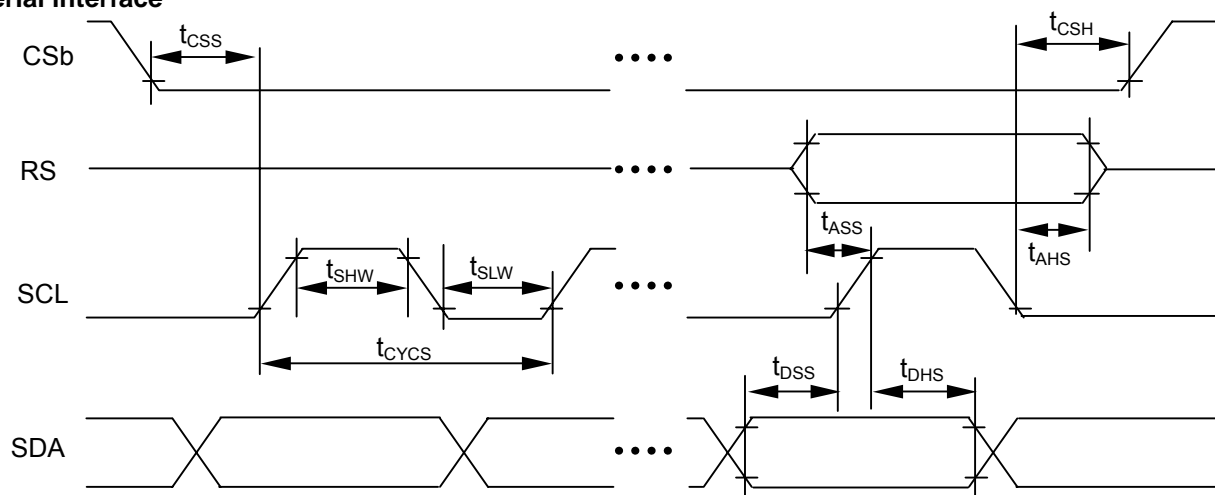 erial Interface
CSb
tCSS
tCSH
RS
tASS
tAHS
SCL
tSHW
tSLW
tCYCS
tDSS
tDHS
SDA